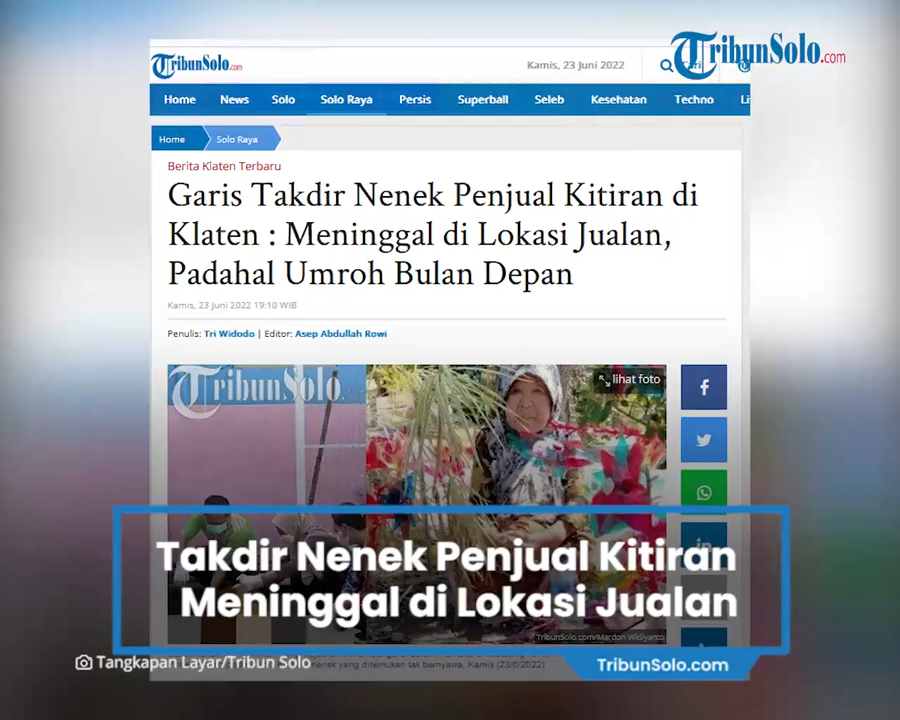 TribunSolo.com
TribunSolo.com
Kamis, 23 Juni 2022
Home News Solo Solo Raya Persis Superball Seleb Kesehatan Techno
Home Solo Raya
Berita Klaten Terbaru
Garis Takdir Nenek Penjual Kitiran di
Klaten : Meninggal di Lokasi Jualan,
Padahal Umroh Bulan Depan
Kamis, 23 Juni 2022 19:10 WIB
Penulis: Tri Widodo | Editor: Asep Abdullah Rowi
TribunSolo.
lihat foto
Takdir Nenek Penjual Kitiran
Meninggal di Lokasi Jualan
TribunSolo.com/Mardon Widiyanto
Tangkapan Layar/Tribun Solo
nenek yang ditemukan tak bernyawa, Kamis (23/6/2022)
TribunSolo.com